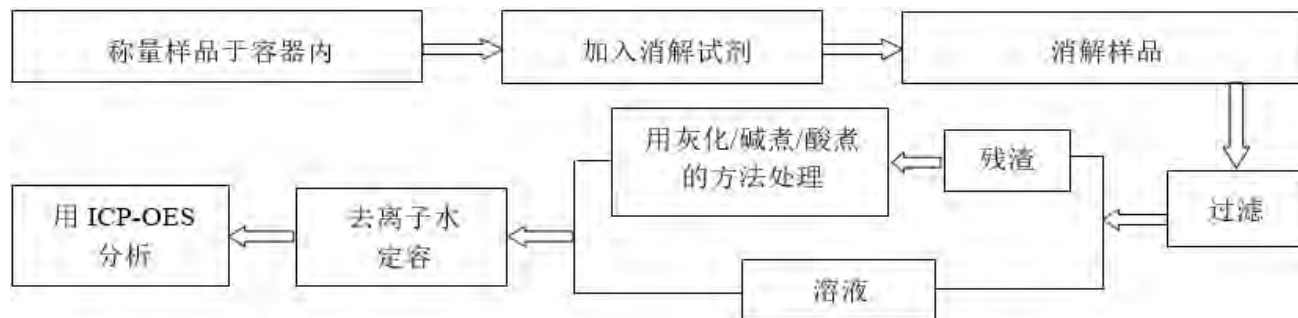 称量样品于容器内
加入消解试剂
消解样品
用灰化/碱煮/酸煮
的方法处理
残渣
过滤
用 ICP-OES
分析
去离子水
定容
溶液